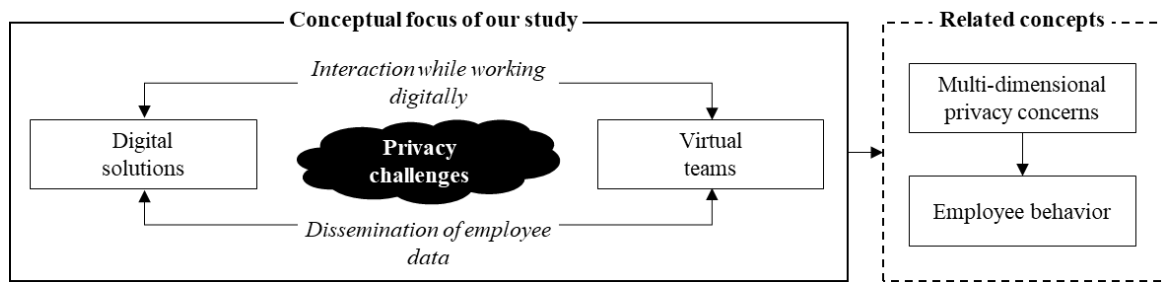 Conceptual focus of our study
Interaction while working
digitally
Digital
solutions
Privacy
challenges
Virtual
teams
Dissemination of employee
data
Related concepts
Multi-dimensional
privacy concerns
Employee behavior